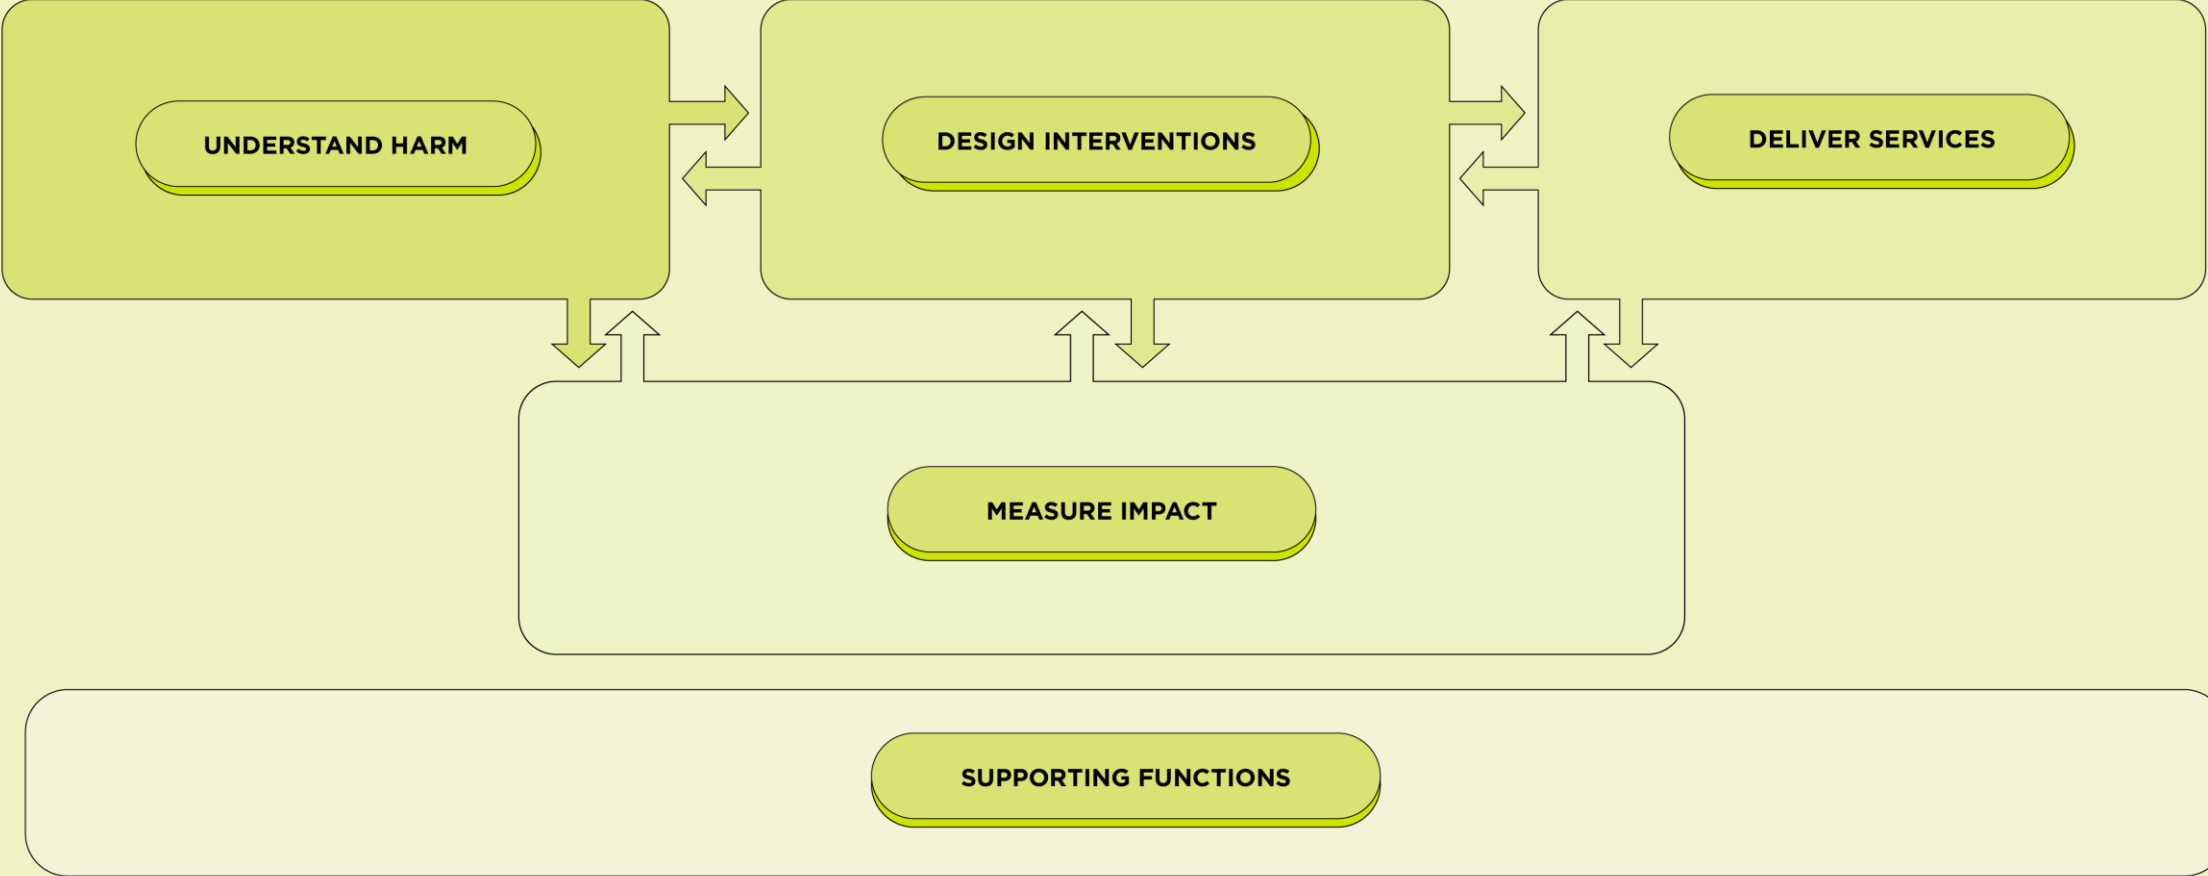 UNDERSTAND HARM
DESIGN INTERVENTIONS
DELIVER SERVICES
MEASURE IMPACT
SUPPORTING FUNCTIONS